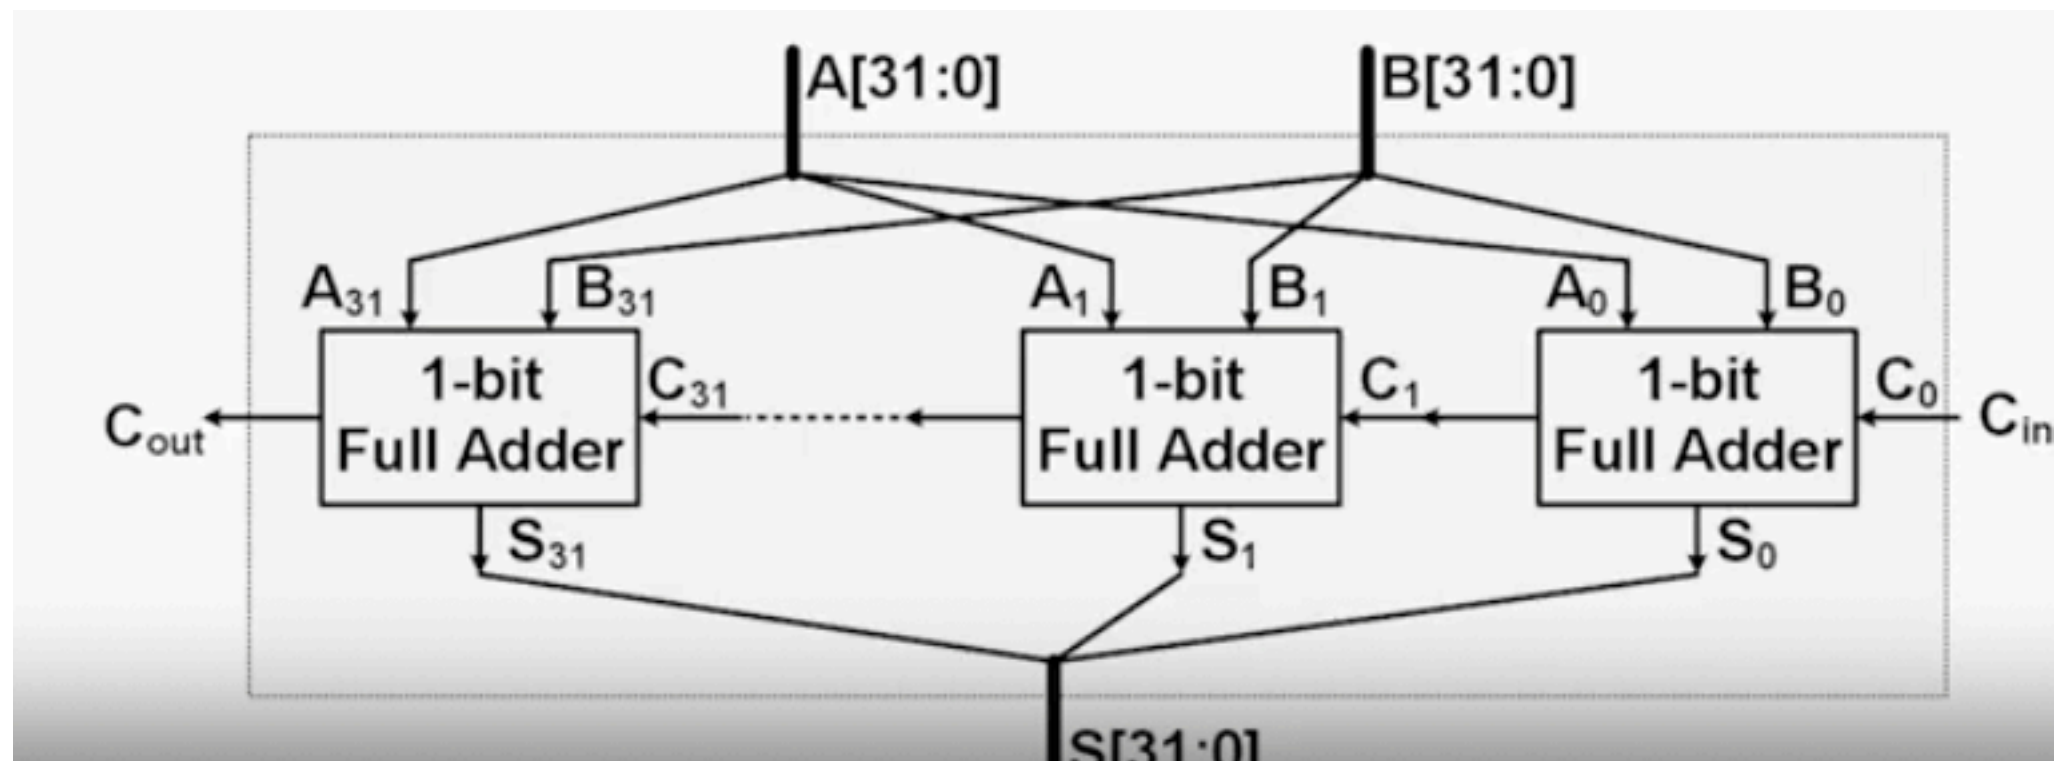 A[31:0]
B[31:0]
A31
B31
A1
B1
A0
B0
1-bit
Full Adder
C31
1-bit
Full Adder
C1
1-bit
Full Adder
C0
Cout
Cin
S31
S1
S0
S[31:0]